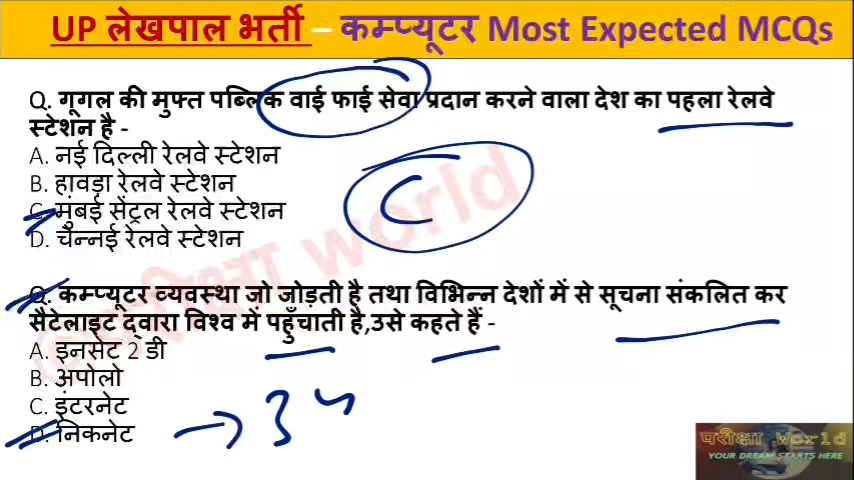 UP लेखपाल भर्ती – कम्प्यूटर Most Expected MCQs
Q. गूगल की मुफ्त पब्लिक वाई फाई सेवा प्रदान करने वाला देश का पहला रेलवे
स्टेशन है -
A. नई दिल्ली रेलवे स्टेशन
B. हावड़ा रेलवे स्टेशन
C. मुंबई सेंट्रल रेलवे स्टेशन
D. चैन्नई रेलवे स्टेशन
C
Q. कम्प्यूटर व्यवस्था जो जोड़ती है तथा विभिन्न देशों में से सूचना संकलित कर
सैटेलाइट द्वारा विश्व में पहुँचाती है,उसे कहते हैं -
A. इनसेट 2 डी
B. अपोलो
C. इंटरनेट
D. निकनेट
परीक्षा world
परीक्षा World
YOUR DREAM STARTS HERE